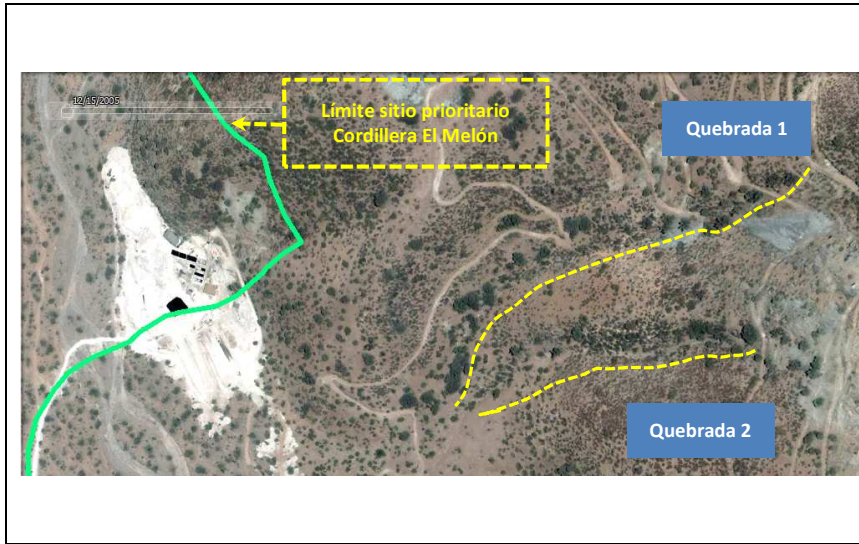 12/15/2005
Límite sitio prioritario
Cordillera El Melón
Quebrada 1
Quebrada 2